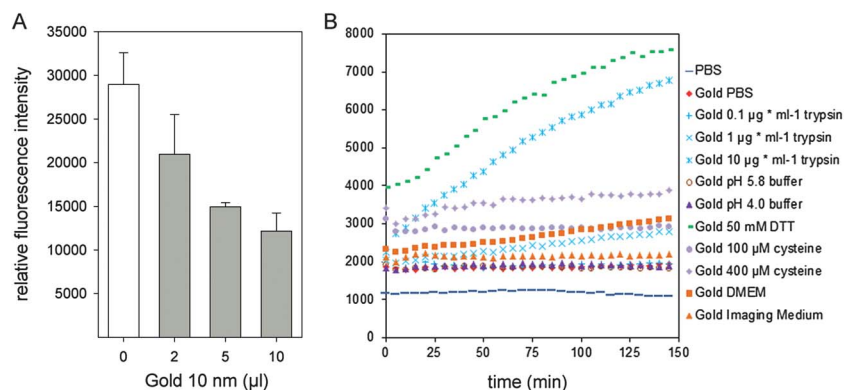 A
relative fluorescence intensity
35000
30000
25000
20000
15000
10000
5000
0
2
5
10
Gold 10 nm (µl)
B
8000
7000
6000
5000
4000
3000
2000
1000
0
0
25
50
75
100
125
150
time (min)
PBS
Gold PBS
Gold 0.1 µg * ml-1 trypsin
Gold 1 µg * ml-1 trypsin
Gold 10 µg * ml-1 trypsin
Gold pH 5.8 buffer
Gold pH 4.0 buffer
Gold 50 mM DTT
Gold 100 µM cysteine
Gold 400 µM cysteine
Gold DMEM
Gold Imaging Medium